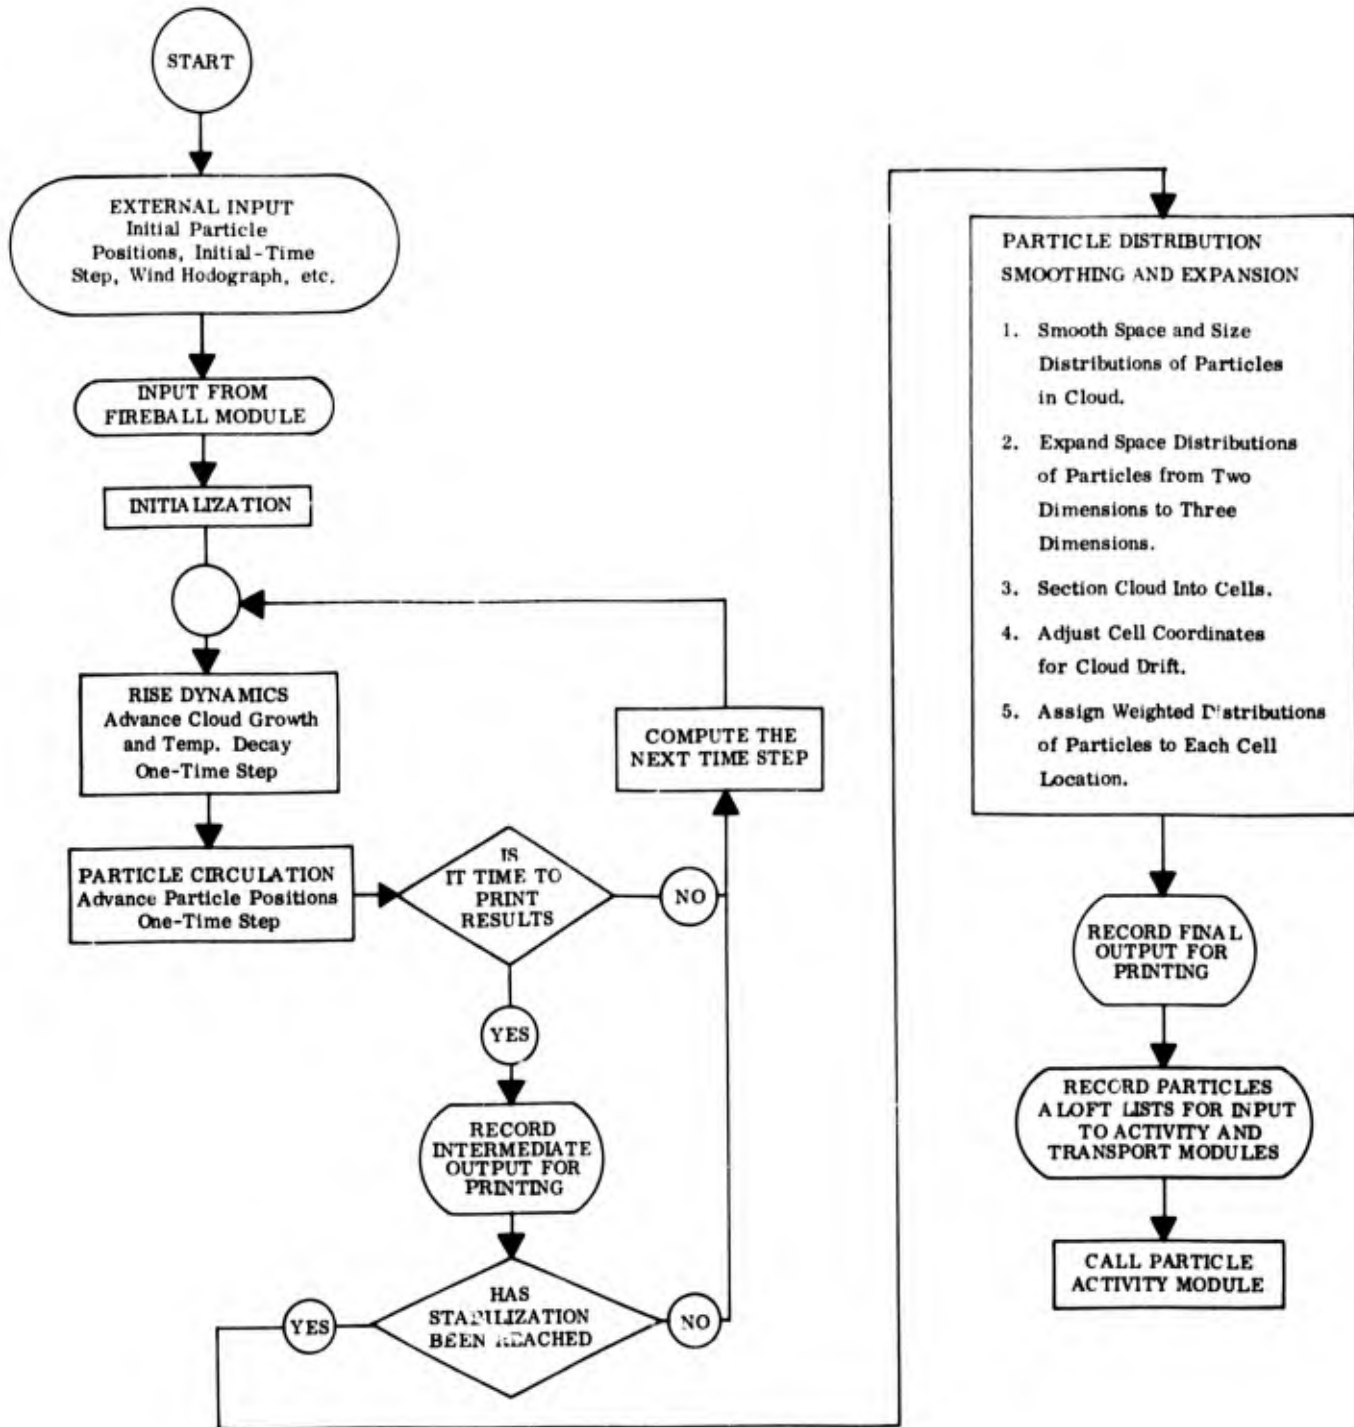 START
EXTERNAL INPUT
Initial Particle
Positions, Initial-Time
Step, Wind Hodograph, etc.
INPUT FROM
FIREBALL MODULE
INITIALIZATION
RISE DYNAMICS
Advance Cloud Growth
and Temp. Decay
One-Time Step
PARTICLE CIRCULATION
Advance Particle Positions
One-Time Step
IS
IT TIME TO
PRINT
RESULTS
NO
COMPUTE THE
NEXT TIME STEP
YES
RECORD
INTERMEDIATE
OUTPUT FOR
PRINTING
HAS
STABILIZATION
BEEN REACHED
NO
YES
PARTICLE DISTRIBUTION
SMOOTHING AND EXPANSION
1. Smooth Space and Size
Distributions of Particles
in Cloud.
2. Expand Space Distributions
of Particles from Two
Dimensions to Three
Dimensions.
3. Section Cloud Into Cells.
4. Adjust Cell Coordinates
for Cloud Drift.
5. Assign Weighted Distributions
of Particles to Each Cell
Location.
RECORD FINAL
OUTPUT FOR
PRINTING
RECORD PARTICLES
ALOFT LISTS FOR INPUT
TO ACTIVITY AND
TRANSPORT MODULES
CALL PARTICLE
ACTIVITY MODULE